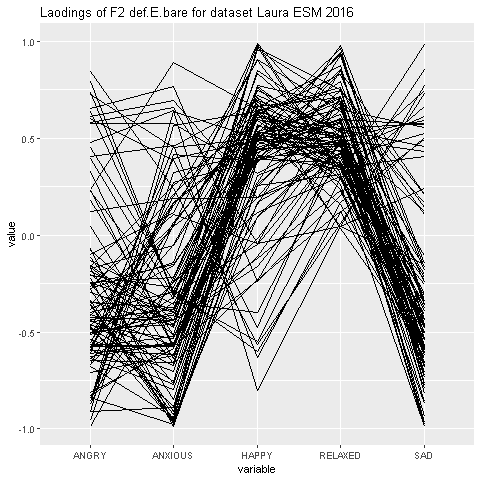 Laodings of F2 def.E.bare for dataset Laura ESM 2016
1.0
0.5
0.0
-0.5
-1.0
value
ANGRY ANXIOUS HAPPY RELAXED SAD
variable